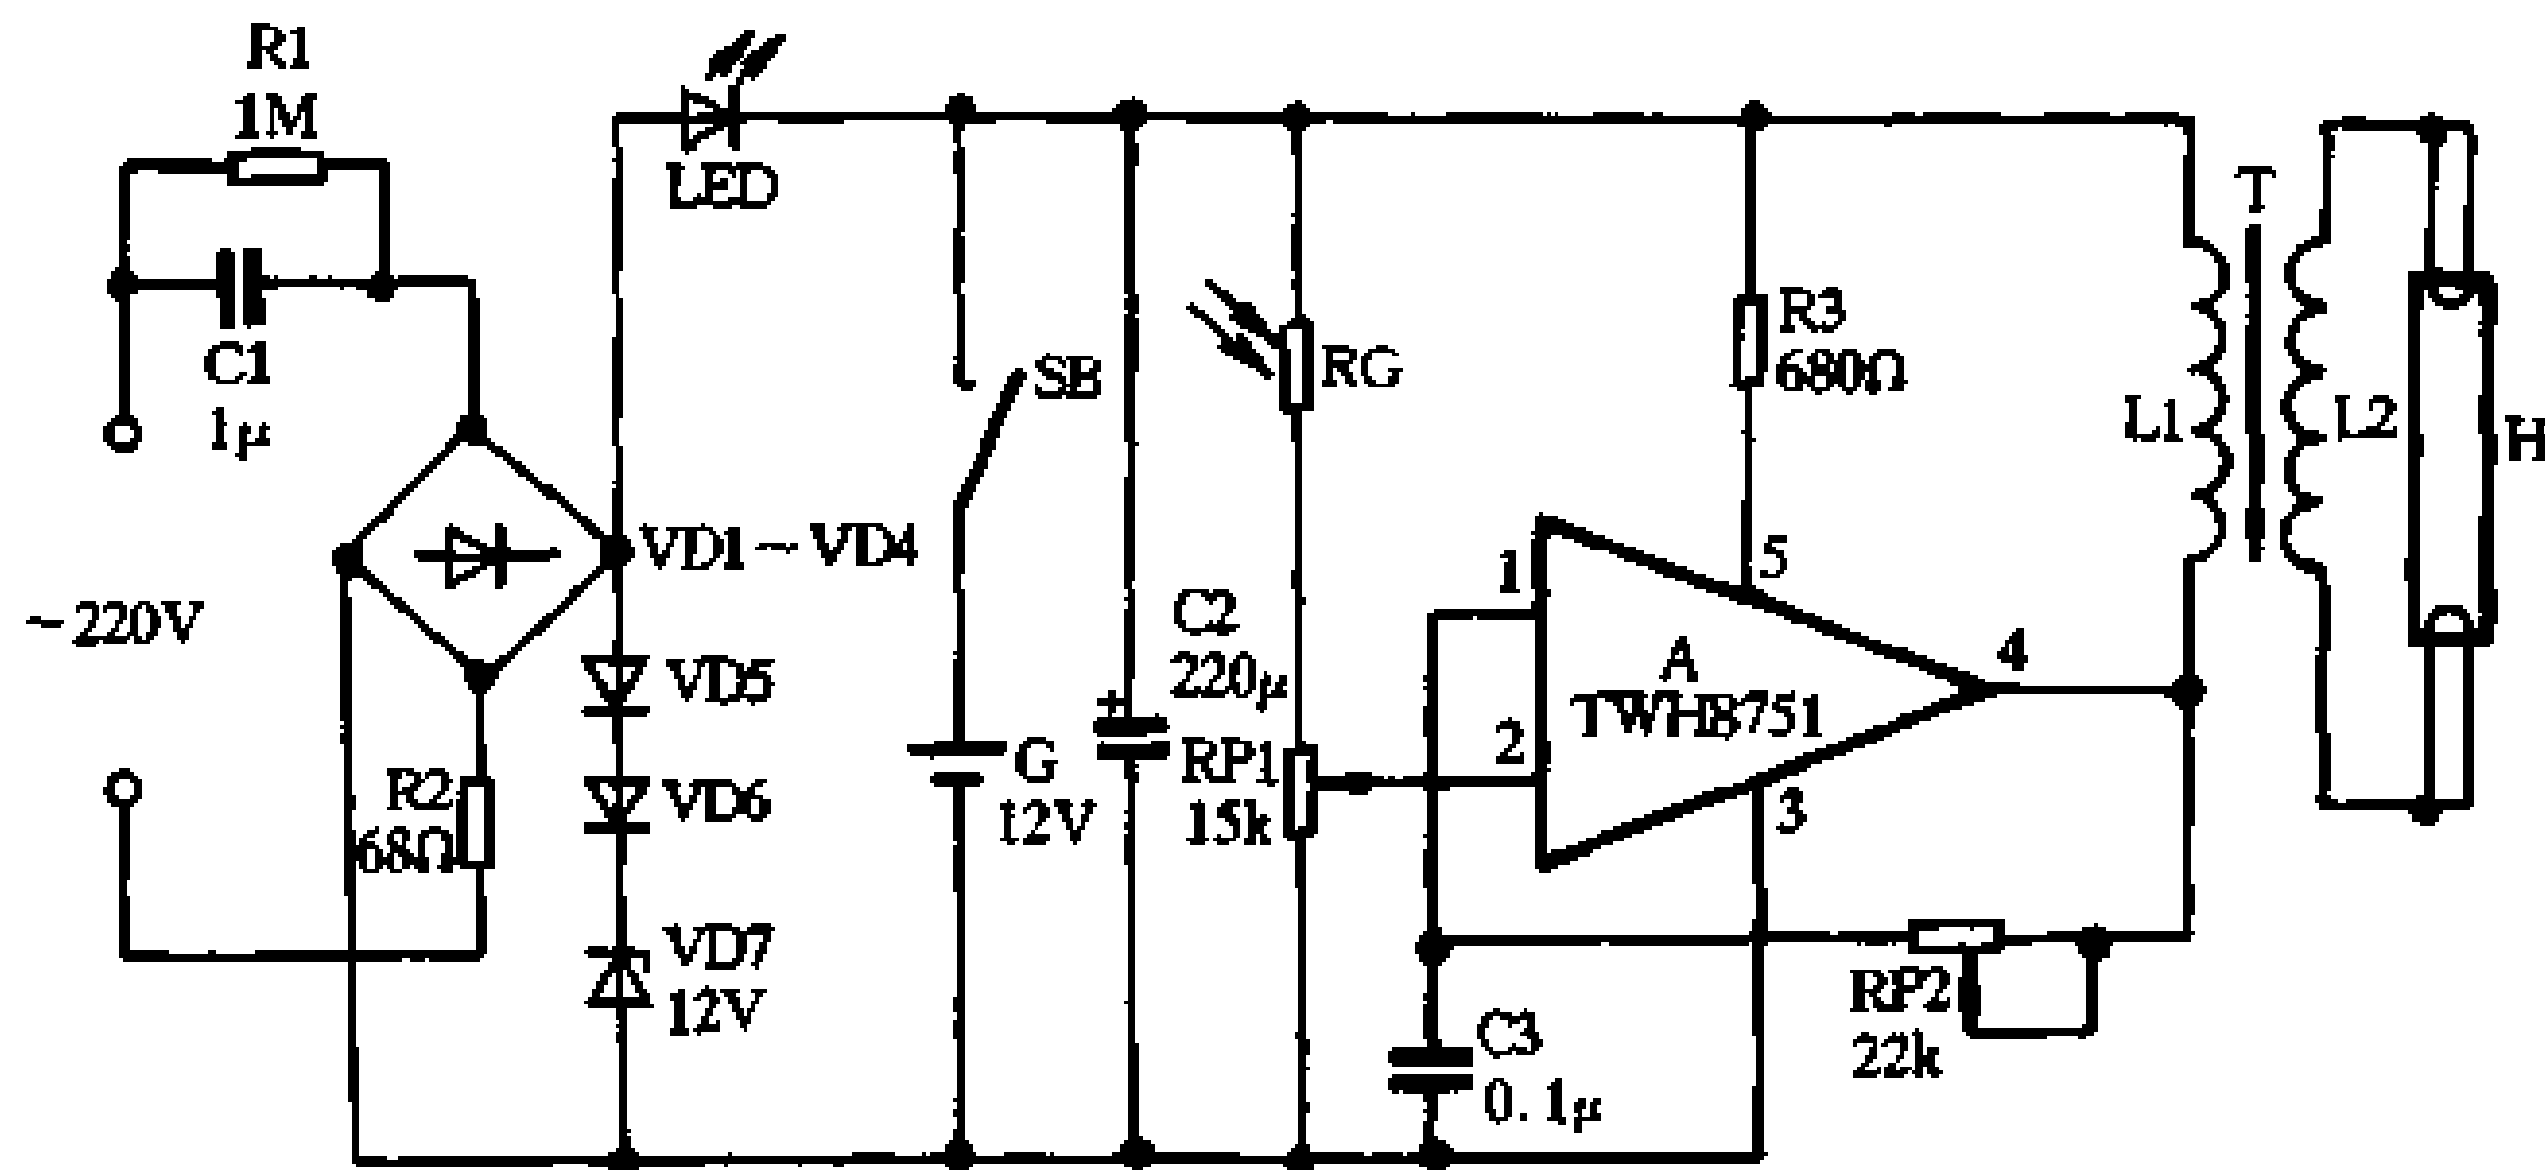 R1
1M
C1
1μ
~220V
R2
68Ω
LED
VD1~VD4
VD5
VD6
VD7
12V
SB
G
12V
C2
220μ
+
RG
RP1
15k
R3
680Ω
1
2
5
4
3
A
TWH8751
C3
0.1μ
RP2
22k
T
L1
L2
H